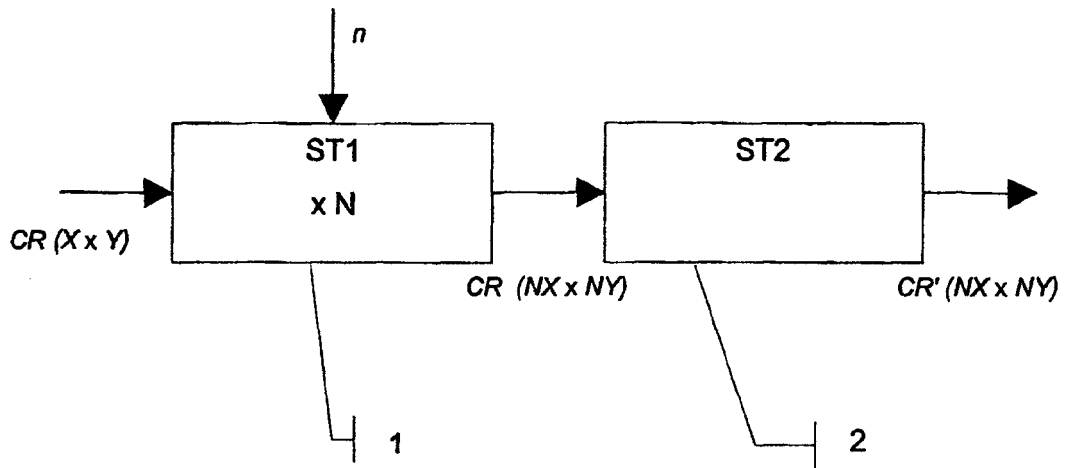 n
ST1
x N
ST2
CR (X x Y)
CR (NX x NY)
CR' (NX x NY)
1
2